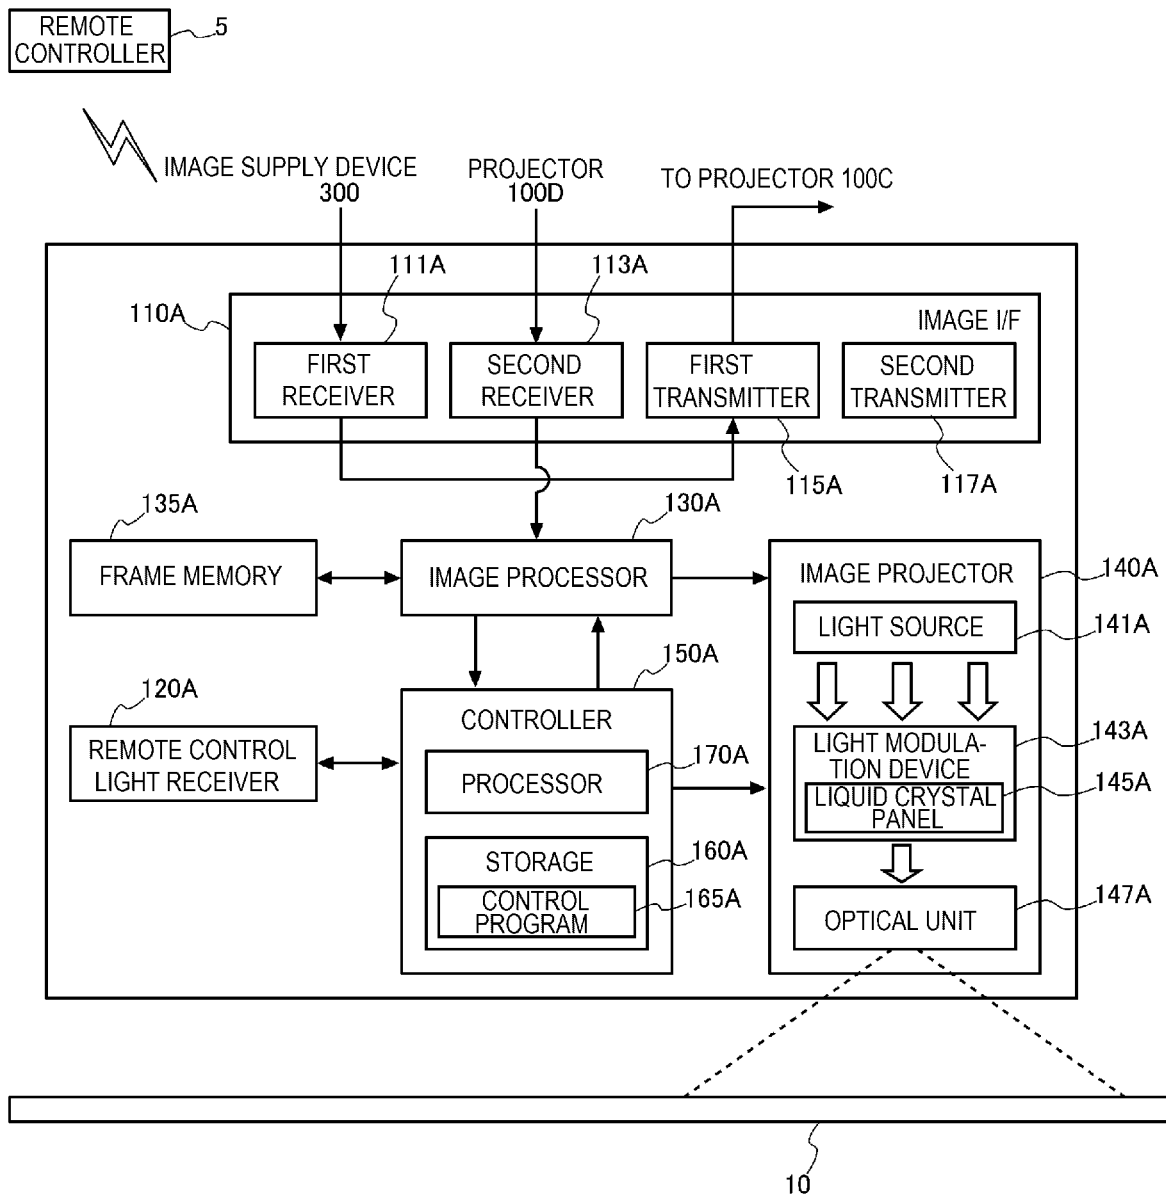 REMOTE
CONTROLLER
5
IMAGE SUPPLY DEVICE
300
PROJECTOR
100D
TO PROJECTOR 100C
111A
113A
110A
IMAGE I/F
FIRST
RECEIVER
SECOND
RECEIVER
FIRST
TRANSMITTER
SECOND
TRANSMITTER
115A
117A
135A
130A
FRAME MEMORY
IMAGE PROCESSOR
IMAGE PROJECTOR
140A
LIGHT SOURCE
141A
120A
150A
REMOTE CONTROL
LIGHT RECEIVER
CONTROLLER
170A
PROCESSOR
LIGHT MODULA-
TION DEVICE
143A
LIQUID CRYSTAL
PANEL
145A
STORAGE
160A
CONTROL
PROGRAM
165A
OPTICAL UNIT
147A
10